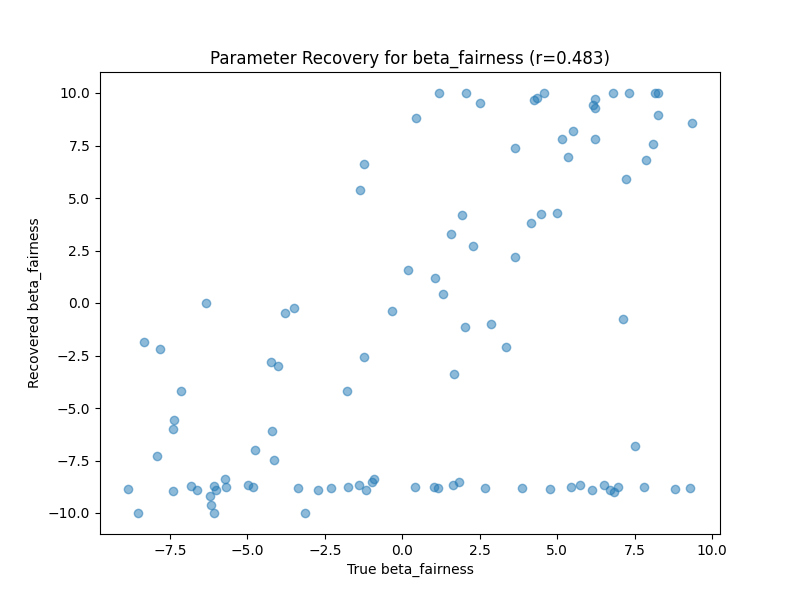 Parameter Recovery for beta_fairness (r=0.483)
10.0
7.5
5.0
2.5
0.0
−2.5
−5.0
−7.5
−10.0
Recovered beta_fairness
−7.5 −5.0 −2.5 0.0 2.5 5.0 7.5 10.0
True beta_fairness